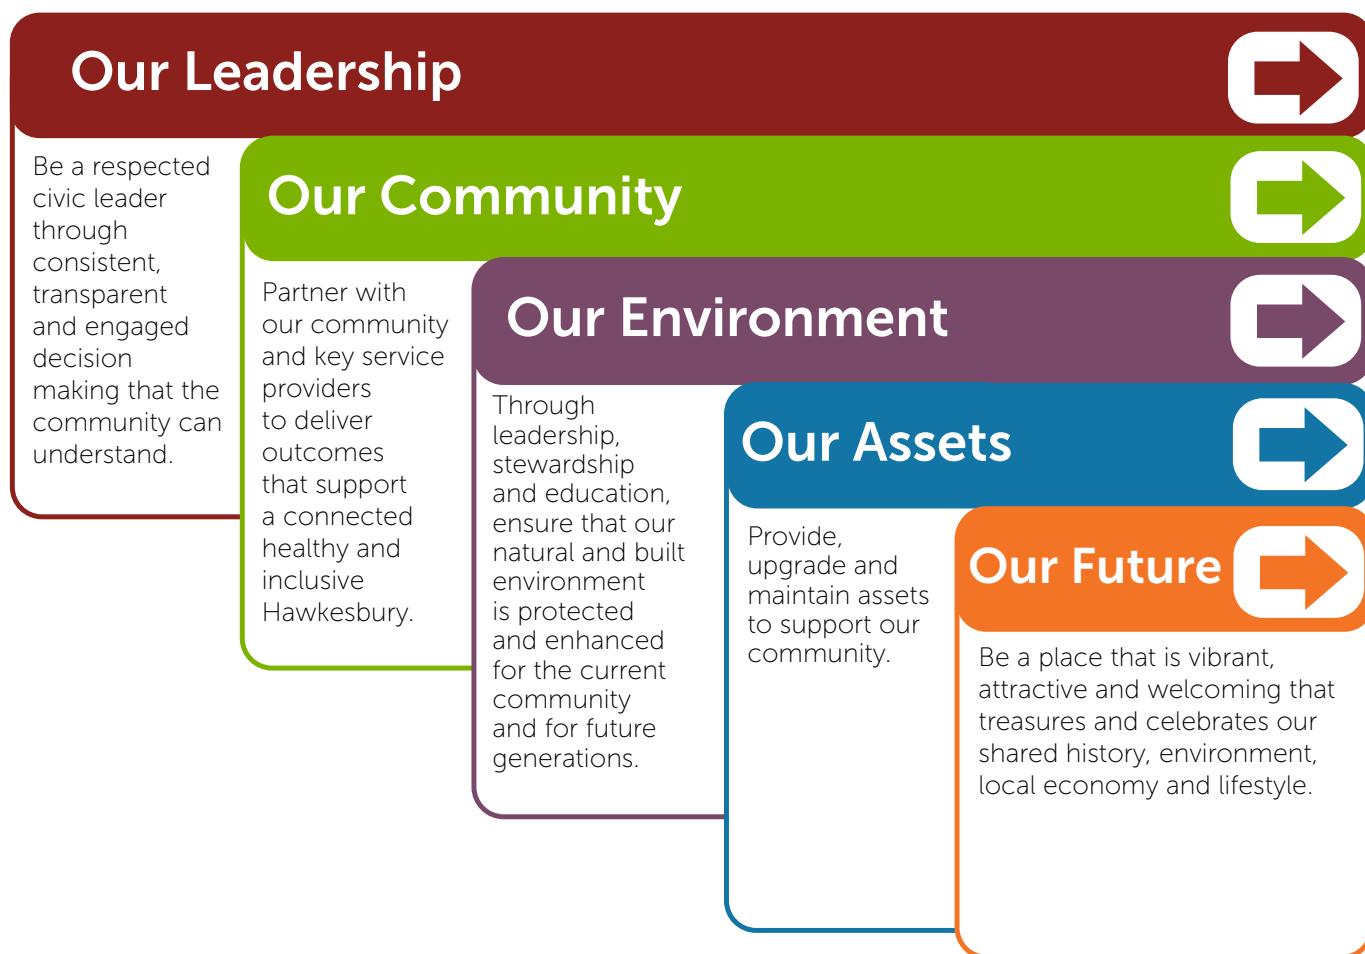 Our Leadership
Be a respected
civic leader
through
consistent,
transparent
and engaged
decision
making that the
community can
understand.
Our Community
Partner with
our community
and key service
providers
to deliver
outcomes
that support
a connected
healthy and
inclusive
Hawkesbury.
Our Environment
Through
leadership,
stewardship
and education,
ensure that our
natural and built
environment
is protected
and enhanced
for the current
community
and for future
generations.
Our Assets
Provide,
upgrade and
maintain assets
to support our
community.
Our Future
Be a place that is vibrant,
attractive and welcoming that
treasures and celebrates our
shared history, environment,
local economy and lifestyle.